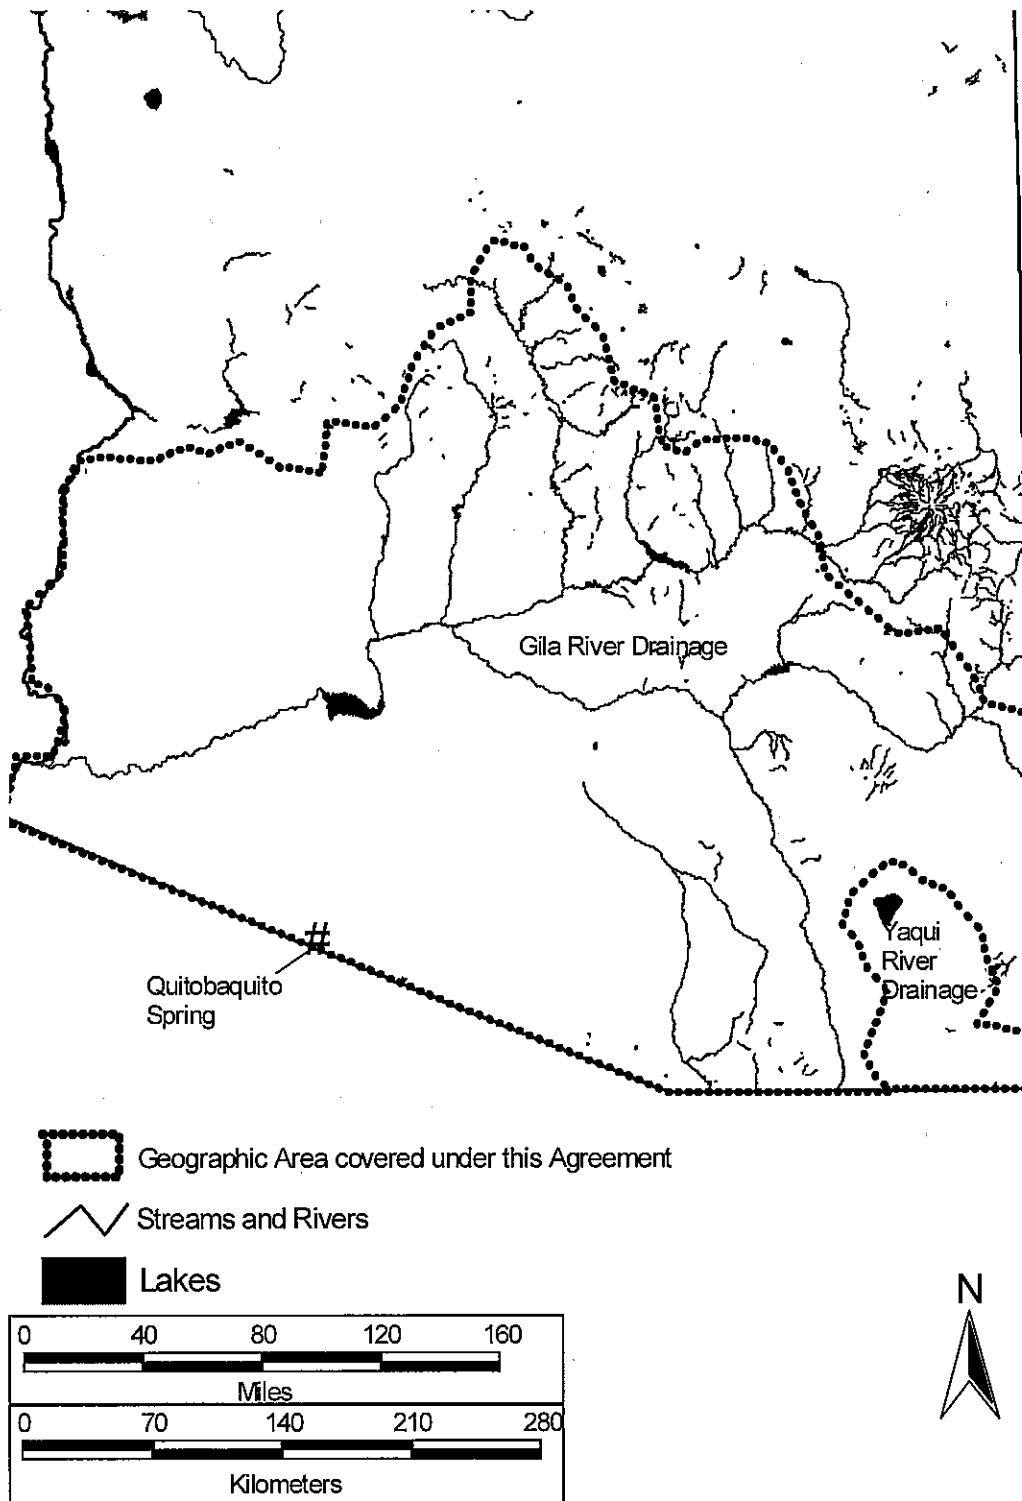 Gila River Drainage
Yaqui
River
Drainage
#
Quitobaquito
Spring
Geographic Area covered under this Agreement
Streams and Rivers
Lakes
N
0 40 80 120 160
Miles
0 70 140 210 280
Kilometers